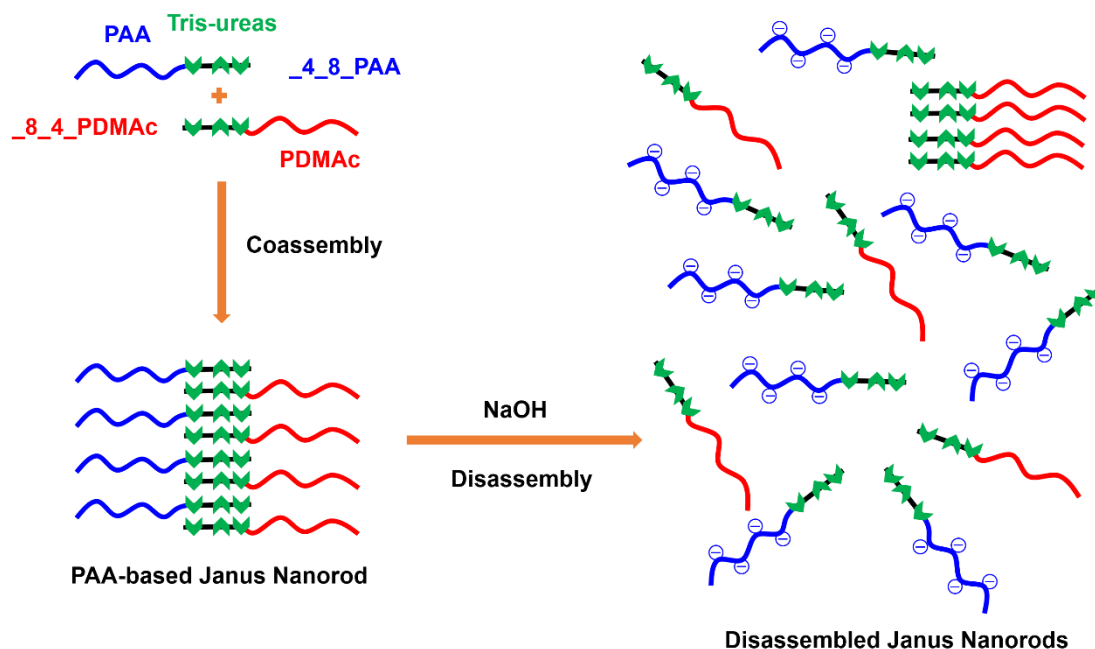 Tris-ureas
PAA
_4_8_PAA
+
_8_4_PDMAc
PDMAc
Coassembly
NaOH
Disassembly
PAA-based Janus Nanorod
Disassembled Janus Nanorods